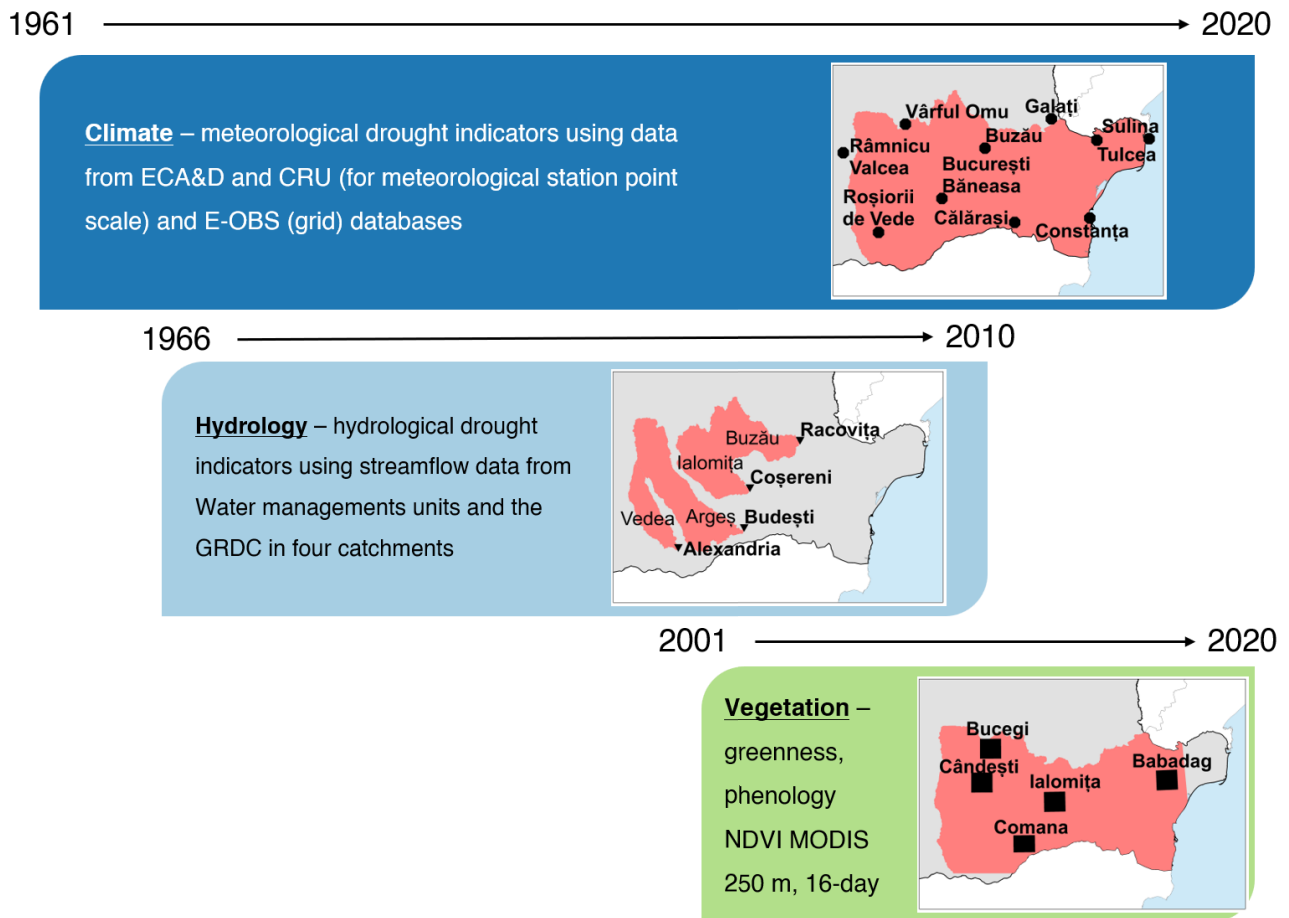 1961
2020
Climate – meteorological drought indicators using data
from ECA&D and CRU (for meteorological station point
scale) and E-OBS (grid) databases
Vârful Omu
Galați
Sulina
Buzău
Tulcea
Râmnicu
Valcea
București
Băneasa
Roșiorii
de Vede
Călărași
Constanța
1966
2010
Hydrology – hydrological drought
indicators using streamflow data from
Water managements units and the
GRDC in four catchments
Racovița
Buzău
Ialomița
Coșereni
Vedea
Argeș
Budești
Alexandria
2001
2020
Vegetation –
greenness,
phenology
NDVI MODIS
250 m, 16-day
Bucegi
Cândești
Babadag
Ialomița
Comana